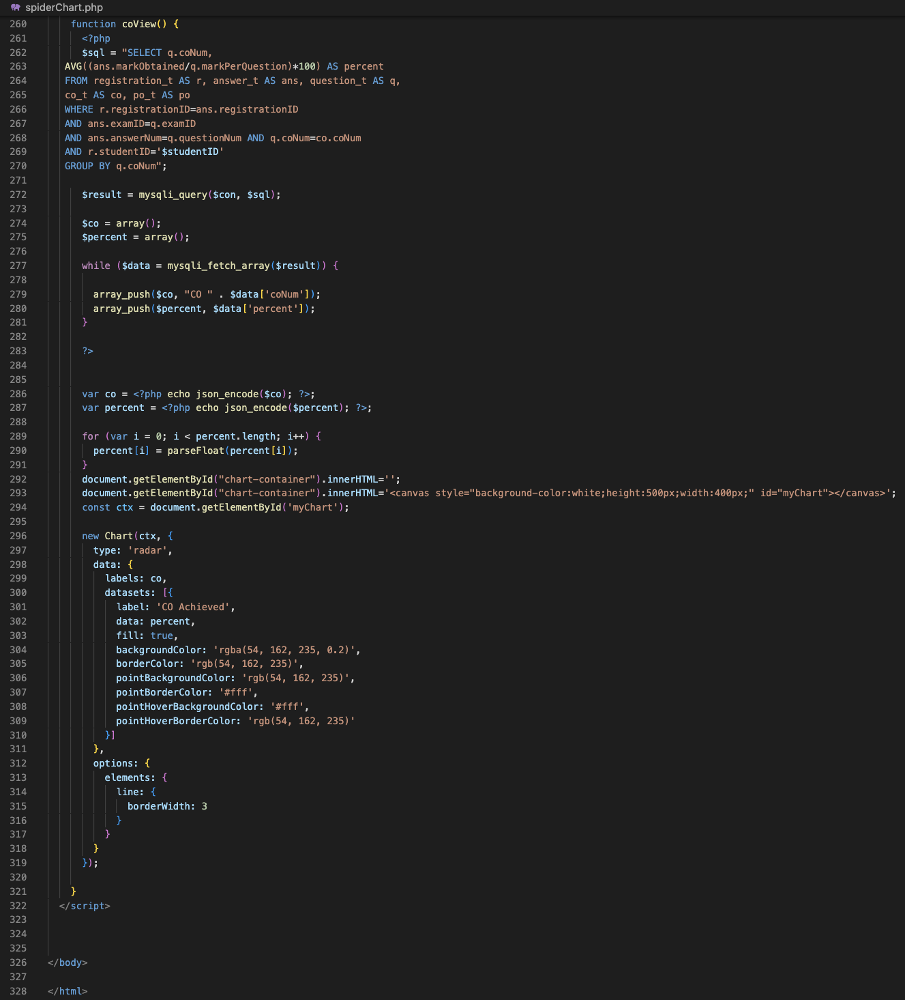 spiderChart.php
260 function coView() {
261 <?php
262 $sql = "SELECT q.coNum,
263 AVG((ans.markObtained/q.markPerQuestion)*100) AS percent
264 FROM registration_t AS r, answer_t AS ans, question_t AS q,
265 co_t AS co, po_t AS po
266 WHERE r.registrationID=ans.registrationID
267 AND ans.examID=q.examID
268 AND ans.answerNum=q.questionNum AND q.coNum=co.coNum
269 AND r.studentID='$studentID'
270 GROUP BY q.coNum";
271
272 $result = mysqli_query($con, $sql);
273
274 $co = array();
275 $percent = array();
276
277 while ($data = mysqli_fetch_array($result)) {
278
279 array_push($co, "CO " . $data['coNum']);
280 array_push($percent, $data['percent']);
281 }
282
283 ?>
284
285
286 var co = <?php echo json_encode($co); ?>;
287 var percent = <?php echo json_encode($percent); ?>;
288
289 for (var i = 0; i < percent.length; i++) {
290 percent[i] = parseFloat(percent[i]);
291 }
292 document.getElementById("chart-container").innerHTML='';
293 document.getElementById("chart-container").innerHTML='<canvas style="background-color:white;height:500px;width:400px;" id="myChart"></canvas>';
294 const ctx = document.getElementById('myChart');
295
296 new Chart(ctx, {
297 type: 'radar',
298 data: {
299 labels: co,
300 datasets: [{
301 label: 'CO Achieved',
302 data: percent,
303 fill: true,
304 backgroundColor: 'rgba(54, 162, 235, 0.2)',
305 borderColor: 'rgb(54, 162, 235)',
306 pointBackgroundColor: 'rgb(54, 162, 235)',
307 pointBorderColor: '#fff',
308 pointHoverBackgroundColor: '#fff',
309 pointHoverBorderColor: 'rgb(54, 162, 235)'
310 }]
311 },
312 options: {
313 elements: {
314 line: {
315 borderWidth: 3
316 }
317 }
318 }
319 });
320
321 }
322 </script>
323
324
325
326 </body>
327
328 </html>